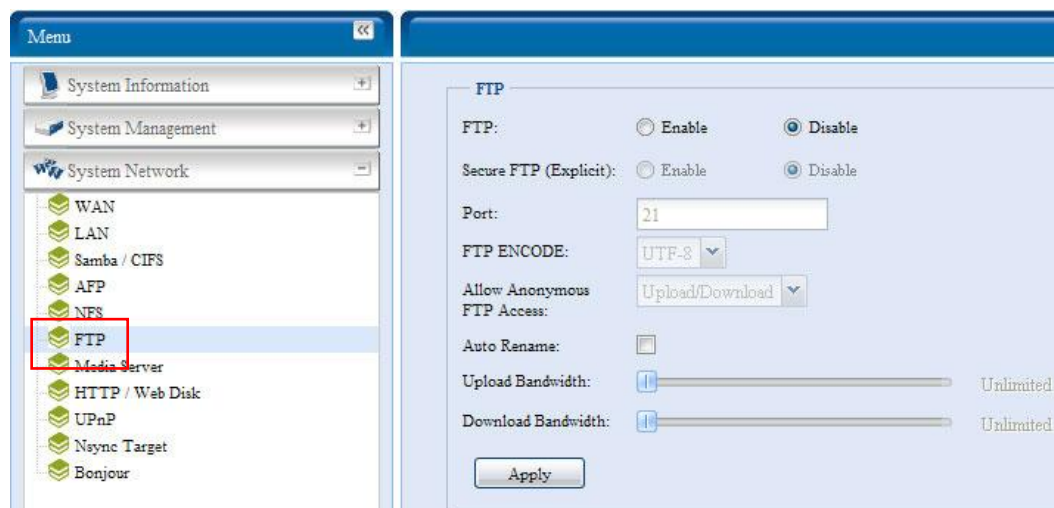 Menu
System Information
System Management
System Network
WAN
LAN
Samba / CIFS
AFP
NFS
FTP
Media Server
HTTP / Web Disk
UPnP
Nsync Target
Bonjour
FTP
FTP: Enable Disable
Secure FTP (Explicit): Enable Disable
Port: 21
FTP ENCODE: UTF-8
Allow Anonymous Upload/Download
FTP Access:
Auto Rename:
Upload Bandwidth: Unlimited
Download Bandwidth: Unlimited
Apply